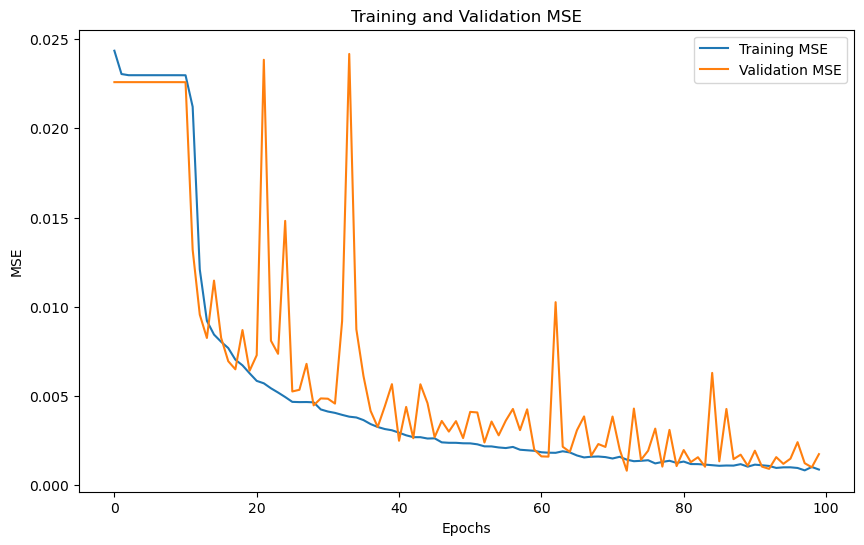 Training and Validation MSE
Training MSE
Validation MSE
0.025
0.020
0.015
0.010
0.005
0.000
MSE
0 20 40 60 80 100
Epochs